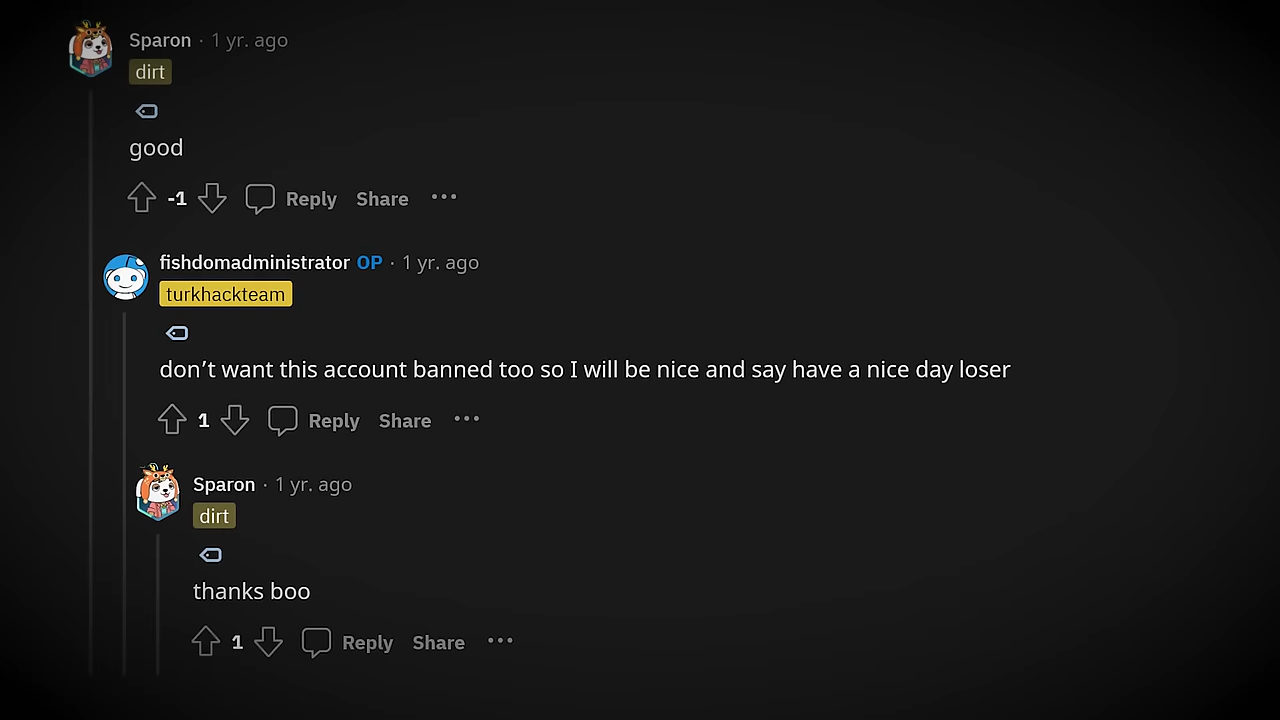 Sparon · 1 yr. ago
dirt
good
-1 Reply Share ···
fishdomadministrator OP · 1 yr. ago
turkhackteam
don’t want this account banned too so I will be nice and say have a nice day loser
1 Reply Share ···
Sparon · 1 yr. ago
dirt
thanks boo
1 Reply Share ···